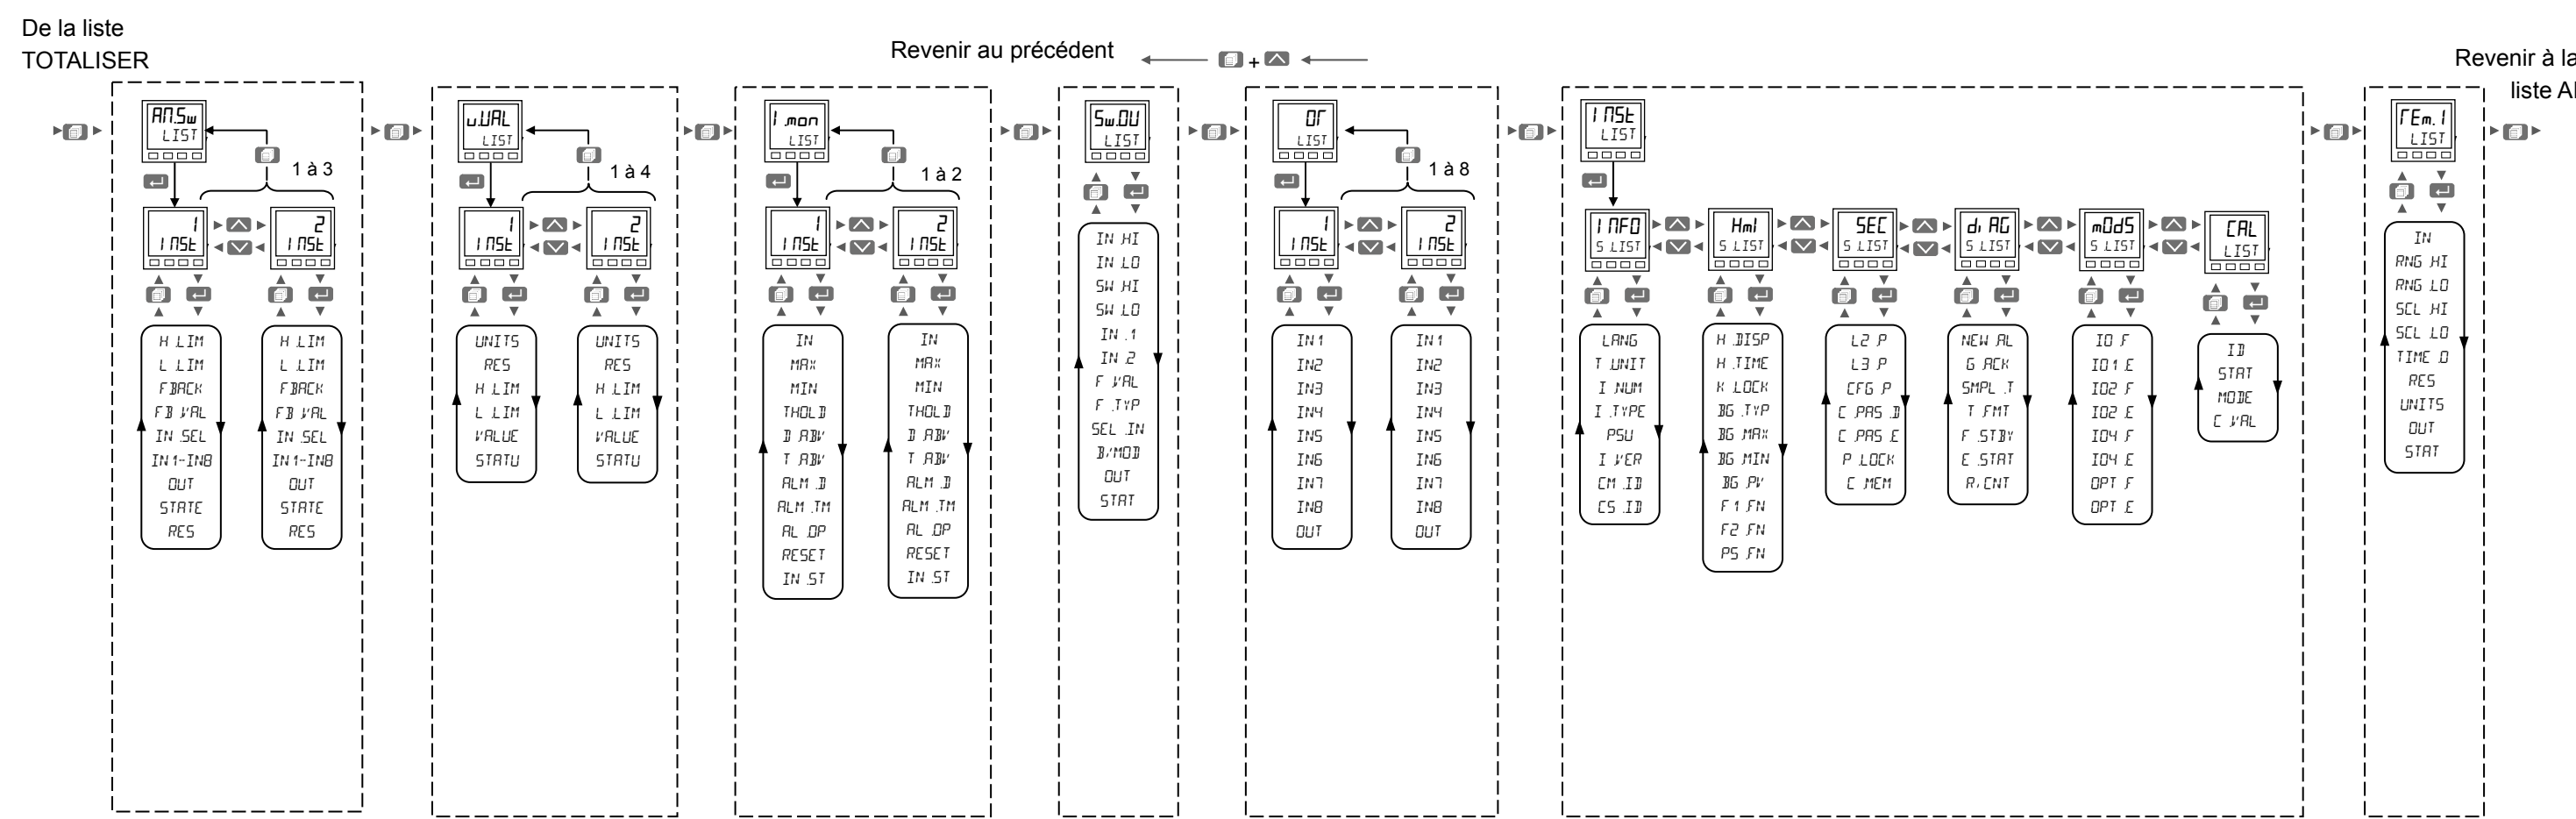 De la liste
TOTALISER
Revenir au précédent
+
Revenir à la
liste Al
AN.Sw
LIST
1 à 3
1
INSt
2
INSt
H.LIM
L.LIM
F.BACK
FB.VAL
IN.SEL
IN1-IN8
OUT
STATE
RES
H.LIM
L.LIM
F.BACK
FB.VAL
IN.SEL
IN1-IN8
OUT
STATE
RES
u.VAL
LIST
1 à 4
1
INSt
2
INSt
UNITS
RES
H.LIM
L.LIM
VALUE
STATU
UNITS
RES
H.LIM
L.LIM
VALUE
STATU
I.mon
LIST
1 à 2
1
INSt
2
INSt
IN
MAX
MIN
THOLD
D.ABV
T.ABV
ALM.D
ALM.TM
AL.OP
RESET
IN.ST
IN
MAX
MIN
THOLD
D.ABV
T.ABV
ALM.D
ALM.TM
AL.OP
RESET
IN.ST
Sw.OU
LIST
IN.HI
IN.LO
SW.HI
SW.LO
IN.1
IN.2
F.VAL
F.TYP
SEL.IN
B/MOD
OUT
STAT
Or
LIST
1 à 8
1
INSt
2
INSt
IN1
IN2
IN3
IN4
IN5
IN6
IN7
IN8
OUT
IN1
IN2
IN3
IN4
IN5
IN6
IN7
IN8
OUT
INSt
LIST
INFO
S.LIST
LANG
T.UNIT
I.NUM
I.TYPE
PSU
I.VER
CM.ID
CS.ID
HmI
S.LIST
H.DISP
H.TIME
K.LOCK
BG.TYP
BG.MAX
BG.MIN
BG.PV
F1.FN
F2.FN
PS.FN
SEC
S.LIST
L2.P
L3.P
CFG.P
C.PAS.D
C.PAS.E
P.LOCK
C.MEM
diAG
S.LIST
NEW.AL
G.ACK
SMPL.T
T.FMT
F.STBY
E.STAT
R/CNT
mOdS
S.LIST
IO.F
IO1.E
IO2.F
IO2.E
IO4.F
IO4.E
OPT.F
OPT.E
CAL
LIST
ID
STAT
MODE
C.VAL
rEm.1
LIST
IN
RNG.HI
RNG.LO
SCL.HI
SCL.LO
TIME.O
RES
UNITS
OUT
STAT